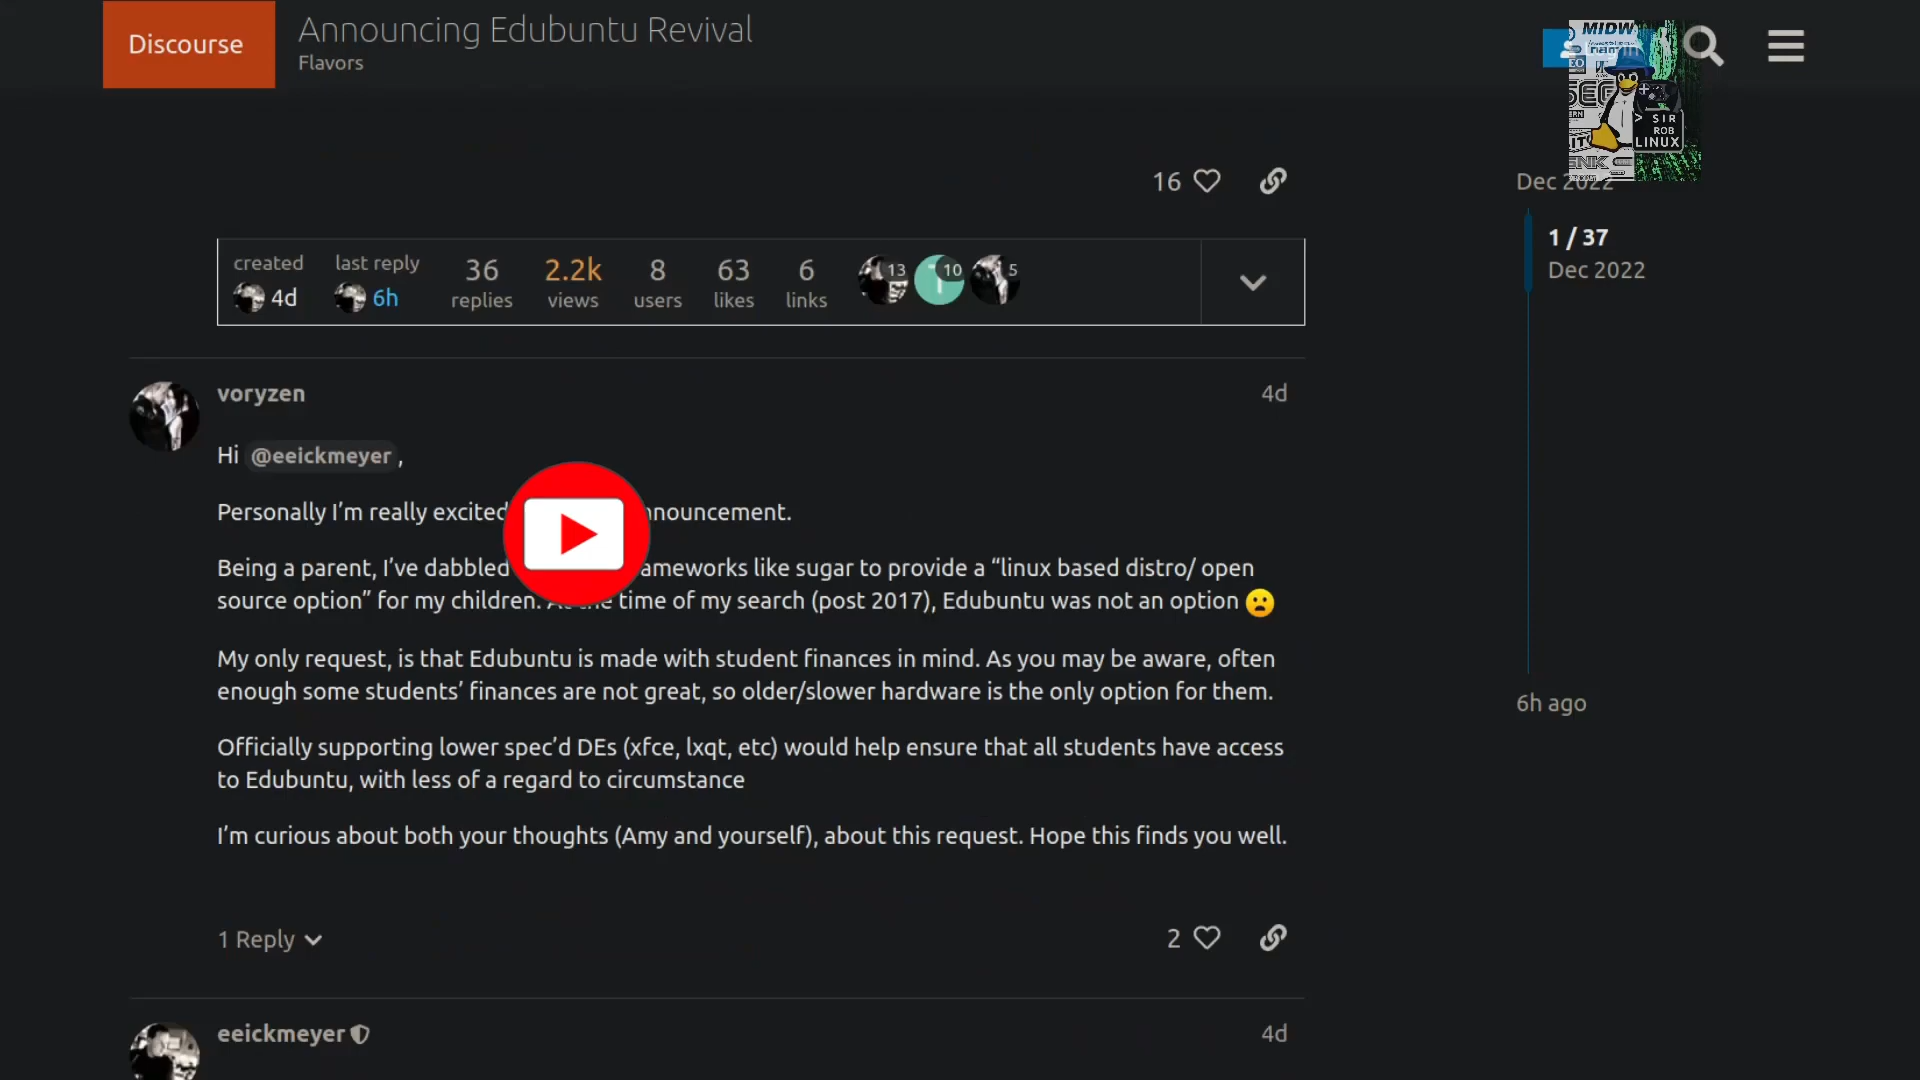 Discourse
Announcing Edubuntu Revival
Flavors
MIDW
SEG
> SIR
ROB
LINUX
16
Dec 2022
1 / 37
Dec 2022
created
4d
last reply
6h
36
replies
2.2k
views
8
users
63
likes
6
links
13
10
5
voryzen
4d
Hi @eeickmeyer ,
Personally I’m really excited nouncement.
Being a parent, I’ve dabbled ameworks like sugar to provide a “linux based distro/ open
source option” for my children. the time of my search (post 2017), Edubuntu was not an option
My only request, is that Edubuntu is made with student finances in mind. As you may be aware, often
enough some students’ finances are not great, so older/slower hardware is the only option for them.
6h ago
Officially supporting lower spec’d DEs (xfce, lxqt, etc) would help ensure that all students have access
to Edubuntu, with less of a regard to circumstance
I’m curious about both your thoughts (Amy and yourself), about this request. Hope this finds you well.
1 Reply
2
eeickmeyer
4d